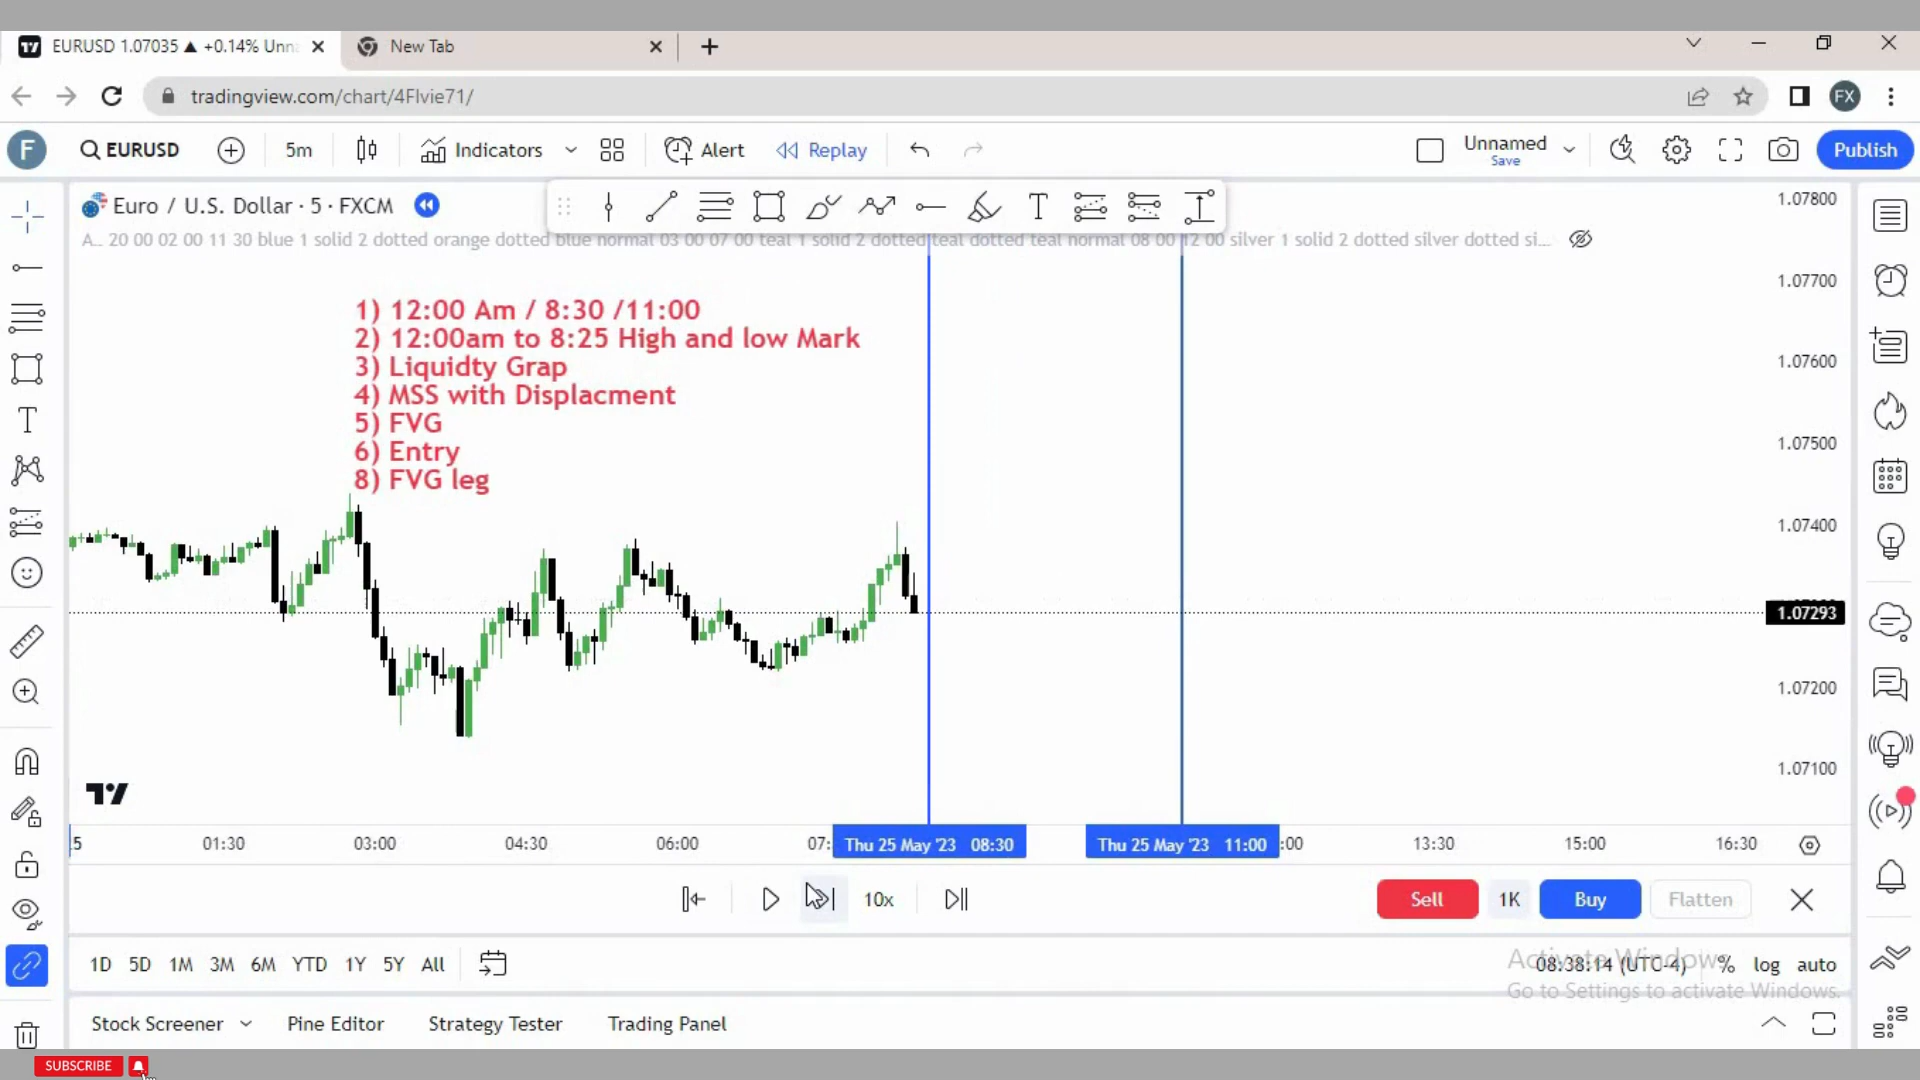 EURUSD 1.07035 ▲ +0.14% Unna
New Tab
tradingview.com/chart/4FIvie71/
FX
F
EURUSD
5m
Indicators
Alert
Replay
Unnamed
Save
Publish
Euro / U.S. Dollar · 5 · FXCM
A... 20 00 02 00 11 30 blue 1 solid 2 dotted orange dotted blue normal 03 00 07 00 teal 1 solid 2 dotted teal dotted teal normal 08 00 12 00 silver 1 solid 2 dotted silver dotted si...
1) 12:00 Am / 8:30 /11:00
2) 12:00am to 8:25 High and low Mark
3) Liquidty Grap
4) MSS with Displacment
5) FVG
6) Entry
8) FVG leg
1.07800
1.07700
1.07600
1.07500
1.07400
1.07293
1.07200
1.07100
:5
01:30
03:00
04:30
06:00
07:
Thu 25 May '23 08:30
Thu 25 May '23 11:00
:00
13:30
15:00
16:30
10x
Sell
1K
Buy
Flatten
1D 5D 1M 3M 6M YTD 1Y 5Y All
08:38:14 (UTC-4) % log auto
Activate Windows
Go to Settings to activate Windows.
Stock Screener
Pine Editor
Strategy Tester
Trading Panel
SUBSCRIBE